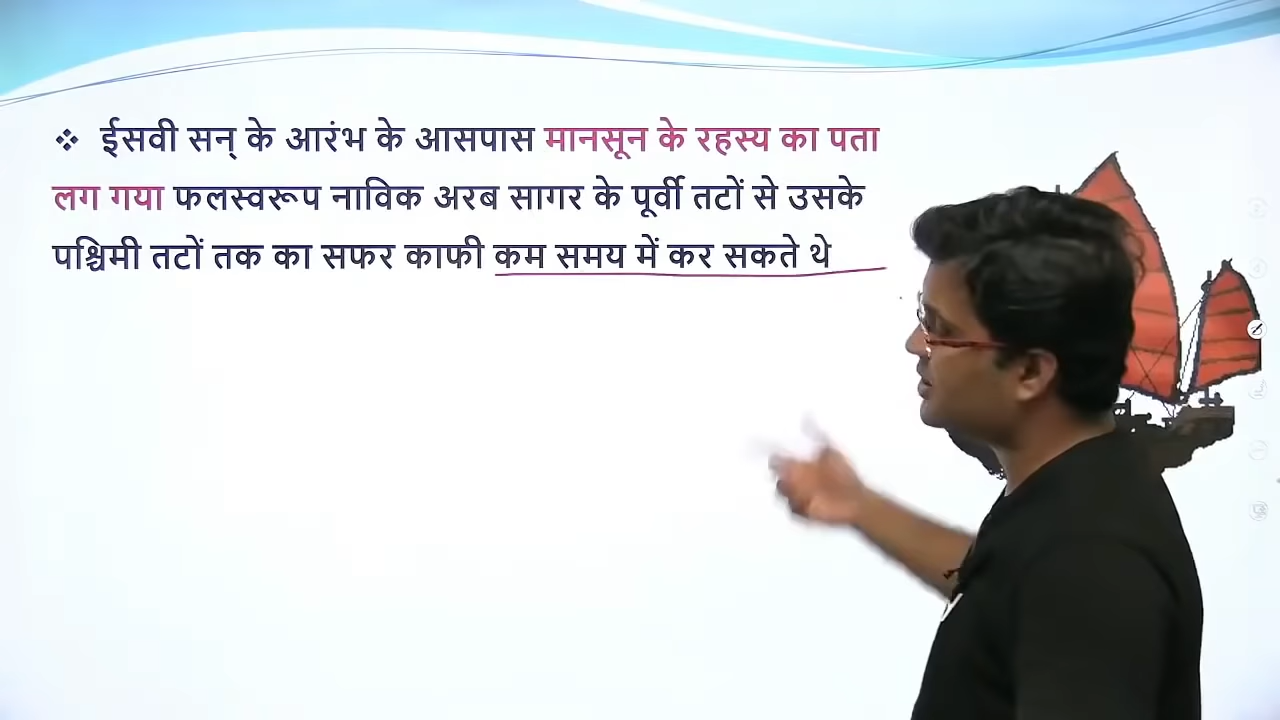 ❖ ईसवी सन् के आरंभ के आसपास मानसून के रहस्य का पता
लग गया फलस्वरूप नाविक अरब सागर के पूर्वी तटों से उसके
पश्चिमी तटों तक का सफर काफी कम समय में कर सकते थे